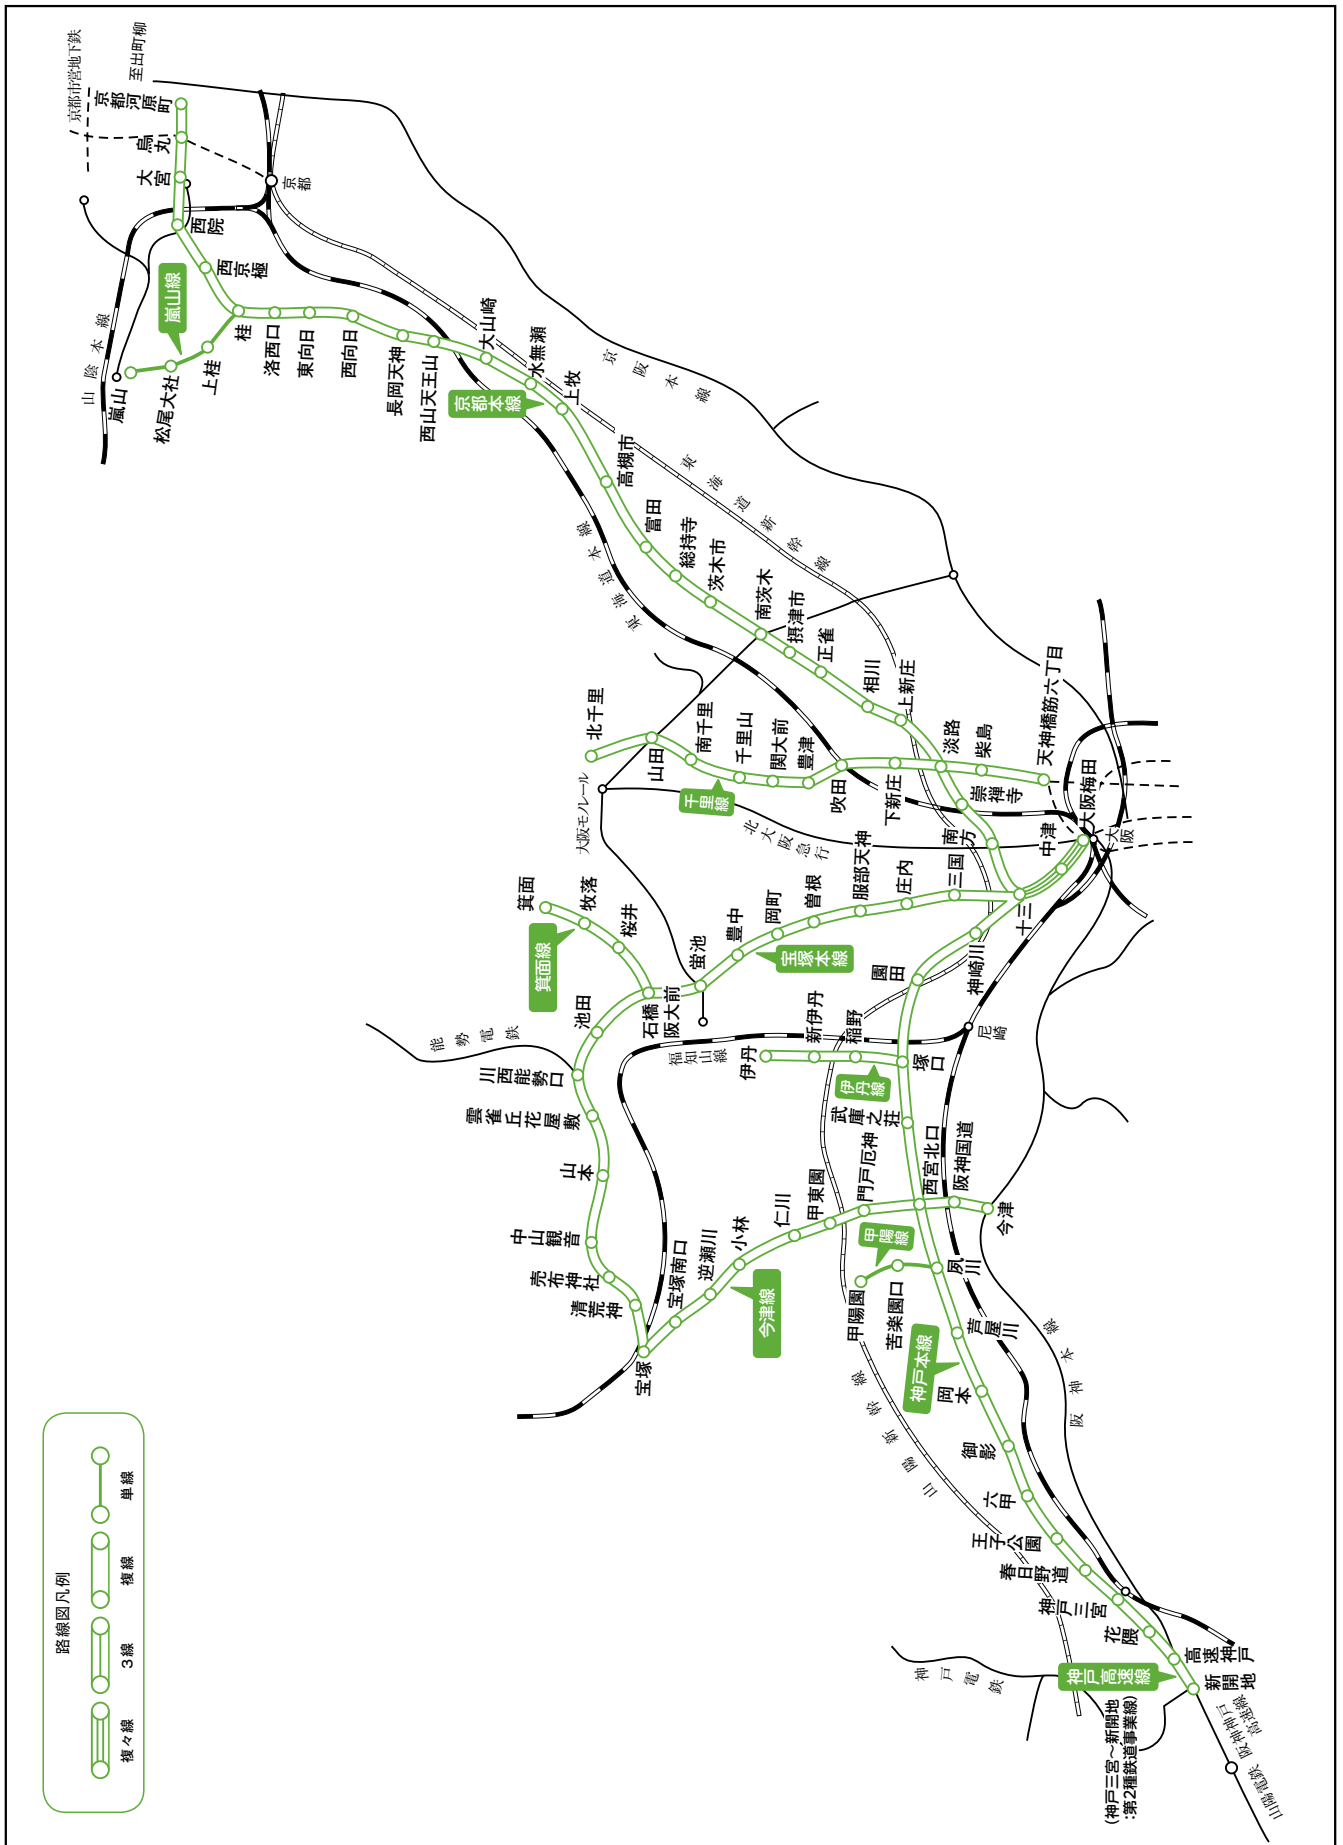 京都市営地下鉄
至出町柳
京都河原町
烏丸
大宮
西院
西京極
京都
嵐山線
山陰本線
嵐山
松尾大社
上桂
桂
洛西口
東向日
西向日
長岡天神
西山天王山
大山崎
水無瀬
上牧
京都本線
京阪本線
高槻市
東海道新幹線
東海道本線
富田
総持寺
茨木市
南茨木
摂津市
正雀
相川
上新庄
淡路
柴島
天神橋筋六丁目
北千里
山田
南千里
千里山
関大前
豊津
吹田
下新庄
千里線
崇禅寺
南方
大阪モノレール
北大阪急行
大阪梅田
中津
大阪
十三
箕面
牧落
桜井
箕面線
石橋阪大前
蛍池
豊中
岡町
曽根
服部天神
庄内
三国
宝塚本線
神崎川
園田
尼崎
塚口
能勢電鉄
池田
川西能勢口
雲雀丘花屋敷
山本
中山観音
売布神社
清荒神
宝塚
福知山線
伊丹
新伊丹
稲野
伊丹線
武庫之荘
西宮北口
阪神国道
今津
門戸厄神
甲東園
仁川
小林
逆瀬川
宝塚南口
今津線
甲陽線
甲陽園
苦楽園口
夙川
芦屋川
神戸本線
岡本
御影
六甲
王子公園
春日野道
神戸三宮
花隈
高速神戸
新開地
山陽新幹線
阪神本線
神戸電鉄
神戸高速線
(神戸三宮～新開地
:第2種鉄道事業線)
阪神神戸
高速線
山陽電鉄
路線図凡例
単線
複線
3線
複々線